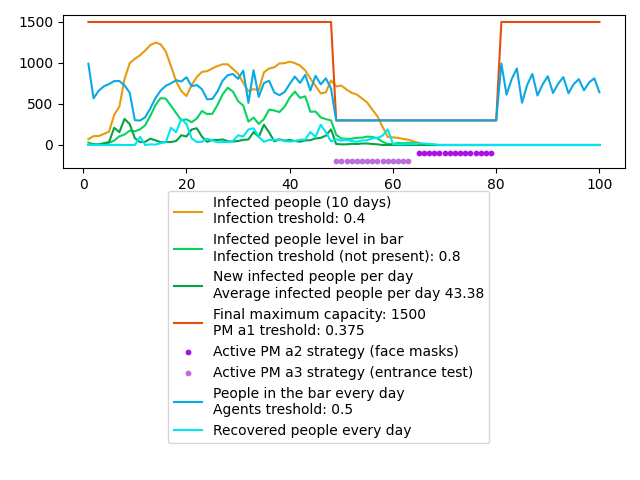 1500
1000
500
0
0 20 40 60 80 100
Infected people (10 days)
Infection treshold: 0.4
Infected people level in bar
Infection treshold (not present): 0.8
New infected people per day
Average infected people per day 43.38
Final maximum capacity: 1500
PM a1 treshold: 0.375
Active PM a2 strategy (face masks)
Active PM a3 strategy (entrance test)
People in the bar every day
Agents treshold: 0.5
Recovered people every day